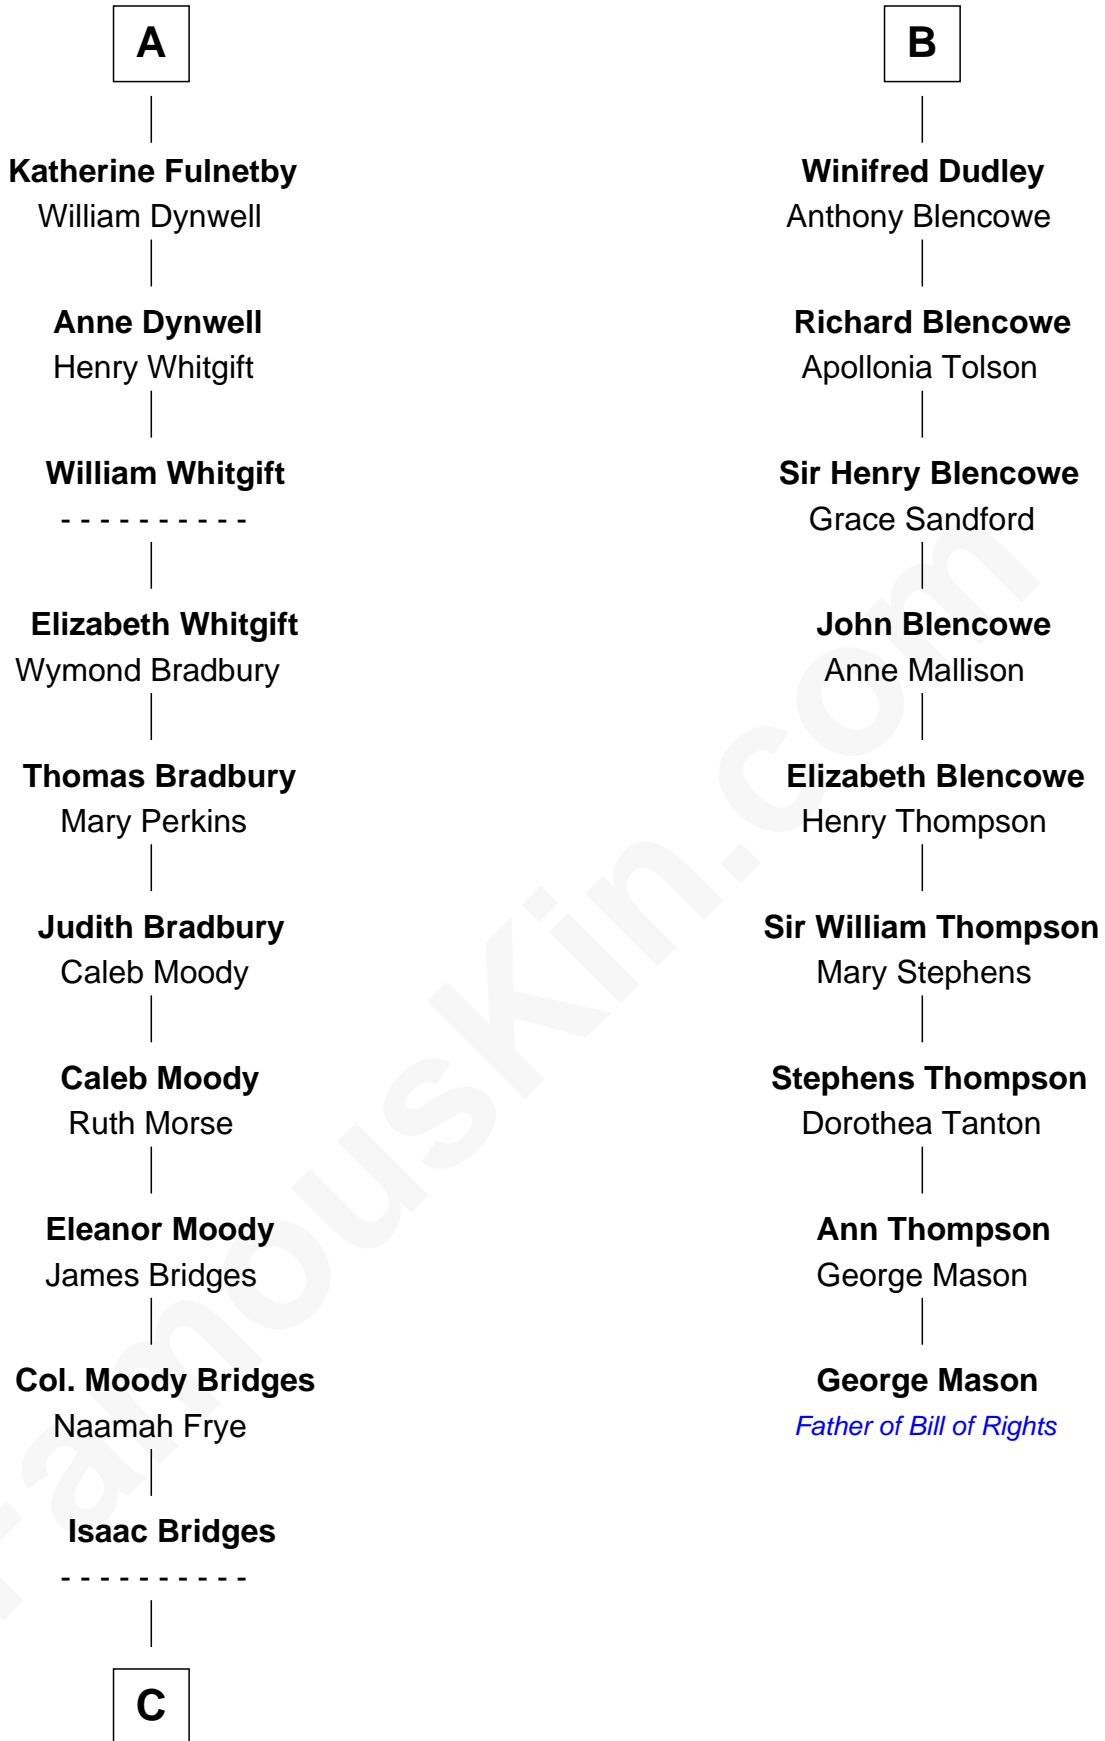 A
Katherine Fulnetby
William Dynwell
Anne Dynwell
Henry Whitgift
William Whitgift
- - - - - - - - - -
Elizabeth Whitgift
Wymond Bradbury
Thomas Bradbury
Mary Perkins
Judith Bradbury
Caleb Moody
Caleb Moody
Ruth Morse
Eleanor Moody
James Bridges
Col. Moody Bridges
Naamah Frye
Isaac Bridges
- - - - - - - - - -
C
B
Winifred Dudley
Anthony Blencowe
Richard Blencowe
Apollonia Tolson
Sir Henry Blencowe
Grace Sandford
John Blencowe
Anne Mallison
Elizabeth Blencowe
Henry Thompson
Sir William Thompson
Mary Stephens
Stephens Thompson
Dorothea Tanton
Ann Thompson
George Mason
George Mason
Father of Bill of Rights
FamousKin.com